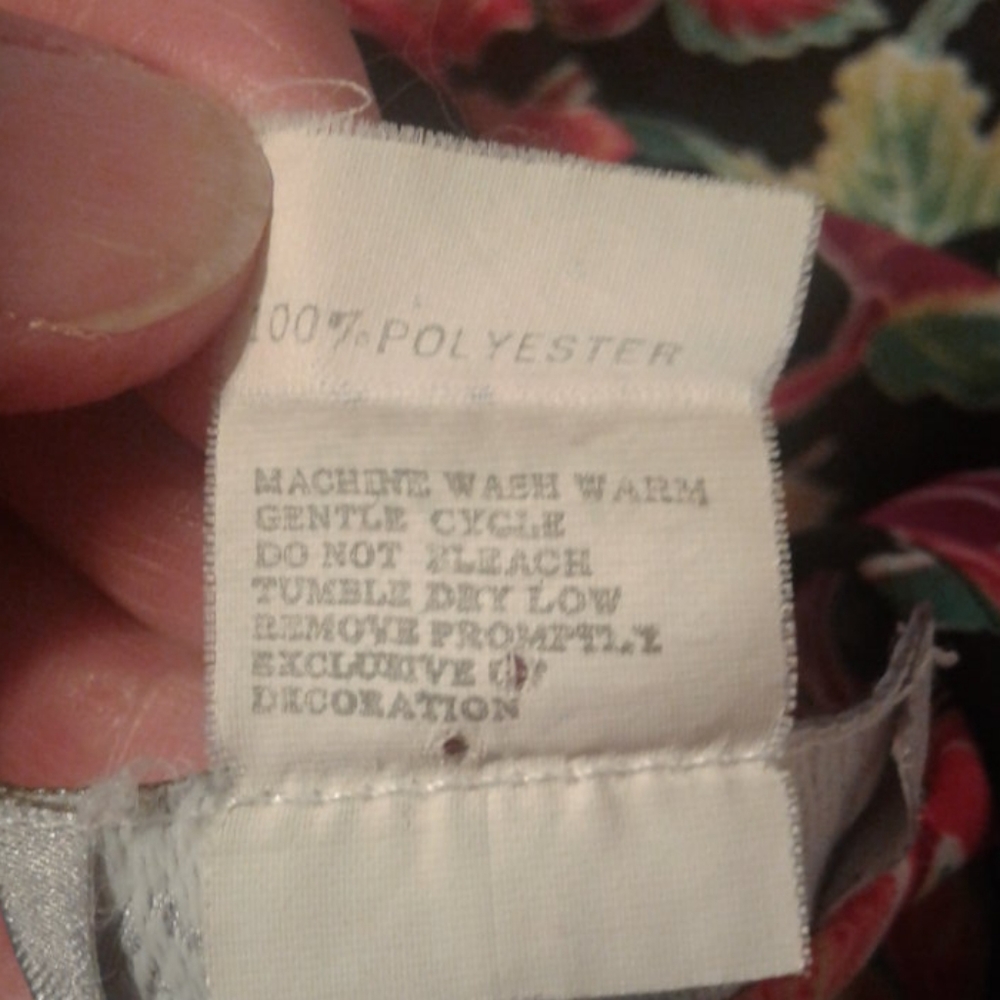 100% POLYESTER
MACHINE WASH WARM
GENTLE CYCLE
DO NOT BLEACH
TUMBLE DRY LOW
REMOVE PROMPTLY
EXCLUSIVE OF
DECORATION